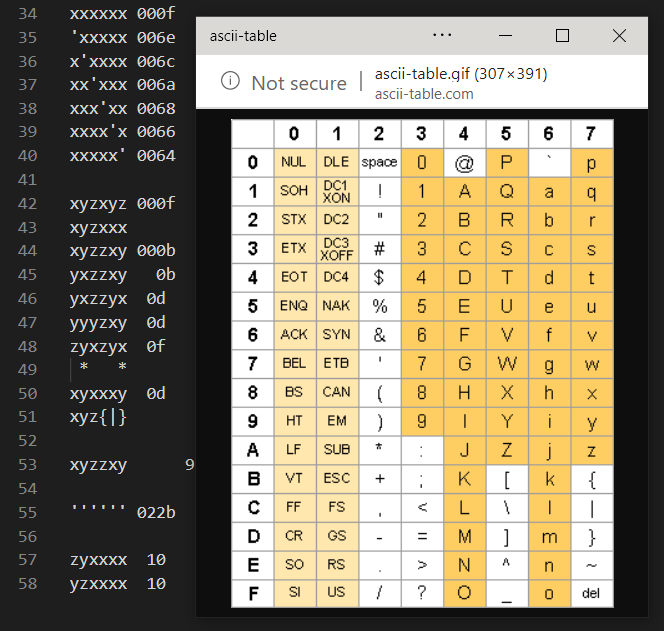 34 xxxxxx 000f
35 'xxxxx 006e
36 x'xxxx 006c
37 xx'xxx 006a
38 xxx'xx 0068
39 xxxx'x 0066
40 xxxxx' 0064
41
42 xyzxyz 000f
43 xyzxxx
44 xyzzxy 000b
45 yxzzxy   0b
46 yxzzyx  0d
47 yyyzxy  0d
48 zyxzyx  0f
49  *   *
50 xyxxxy  0d
51 xyz{|}
52
53 xyzzxy      9
54
55 '''''' 022b
56
57 zyxxxx  10
58 yzxxxx  10
ascii-table
Not secure | ascii-table.gif (307×391)
ascii-table.com
0 1 2 3 4 5 6 7
0 NUL DLE space 0 @ P ` p
1 SOH DC1 XON ! 1 A Q a q
2 STX DC2 " 2 B R b r
3 ETX DC3 XOFF # 3 C S c s
4 EOT DC4 $ 4 D T d t
5 ENQ NAK % 5 E U e u
6 ACK SYN & 6 F V f v
7 BEL ETB ' 7 G W g w
8 BS CAN ( 8 H X h x
9 HT EM ) 9 I Y i y
A LF SUB * : J Z j z
B VT ESC + ; K [ k {
C FF FS , < L \ l |
D CR GS - = M ] m }
E SO RS . > N ^ n ~
F SI US / ? O _ o del